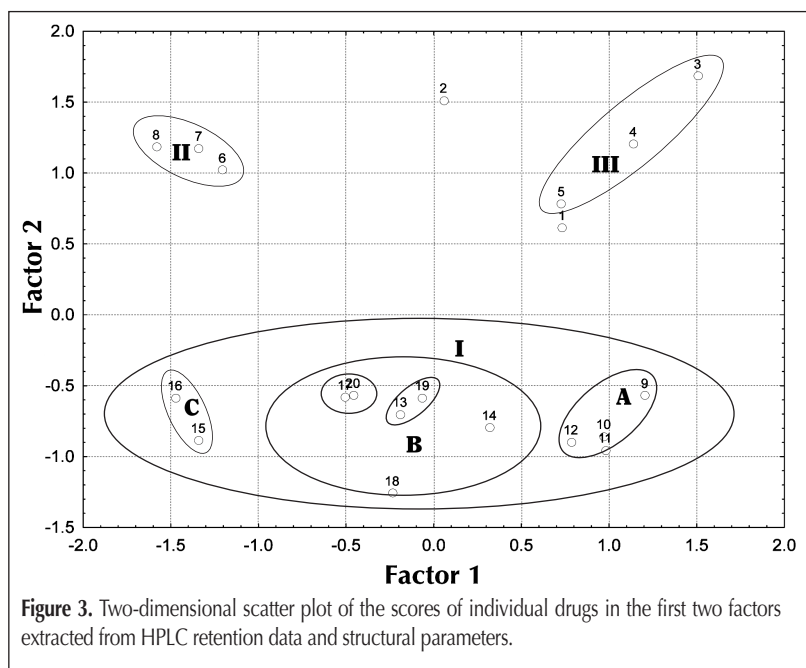 2.0
1.5
1.0
0.5
0.0
-0.5
-1.0
-1.5
Factor 2
3
2
4
8
7
II
6
III
5
1
I
17
20
19
16
9
C
13
A
14
10
15
12
11
B
18
-2.0 -1.5 -1.0 -0.5 0.0 0.5 1.0 1.5 2.0
Factor 1
Figure 3. Two-dimensional scatter plot of the scores of individual drugs in the first two factors
extracted from HPLC retention data and structural parameters.